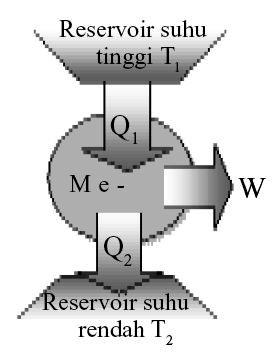 Reservoir suhu
tinggi T₁
Q₁
M e -
W
Q₂
Reservoir suhu
rendah T₂